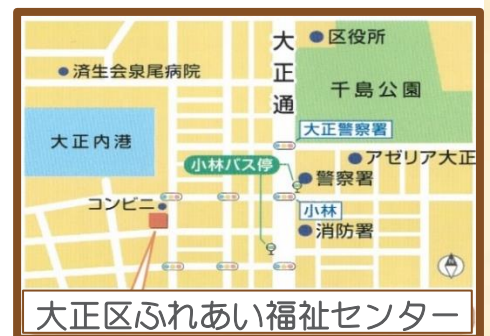 大正通
区役所
済生会泉尾病院
千島公園
大正警察署
大正内港
アゼリア大正
小林バス停
警察署
コンビニ
小林
消防署
大正区ふれあい福祉センター